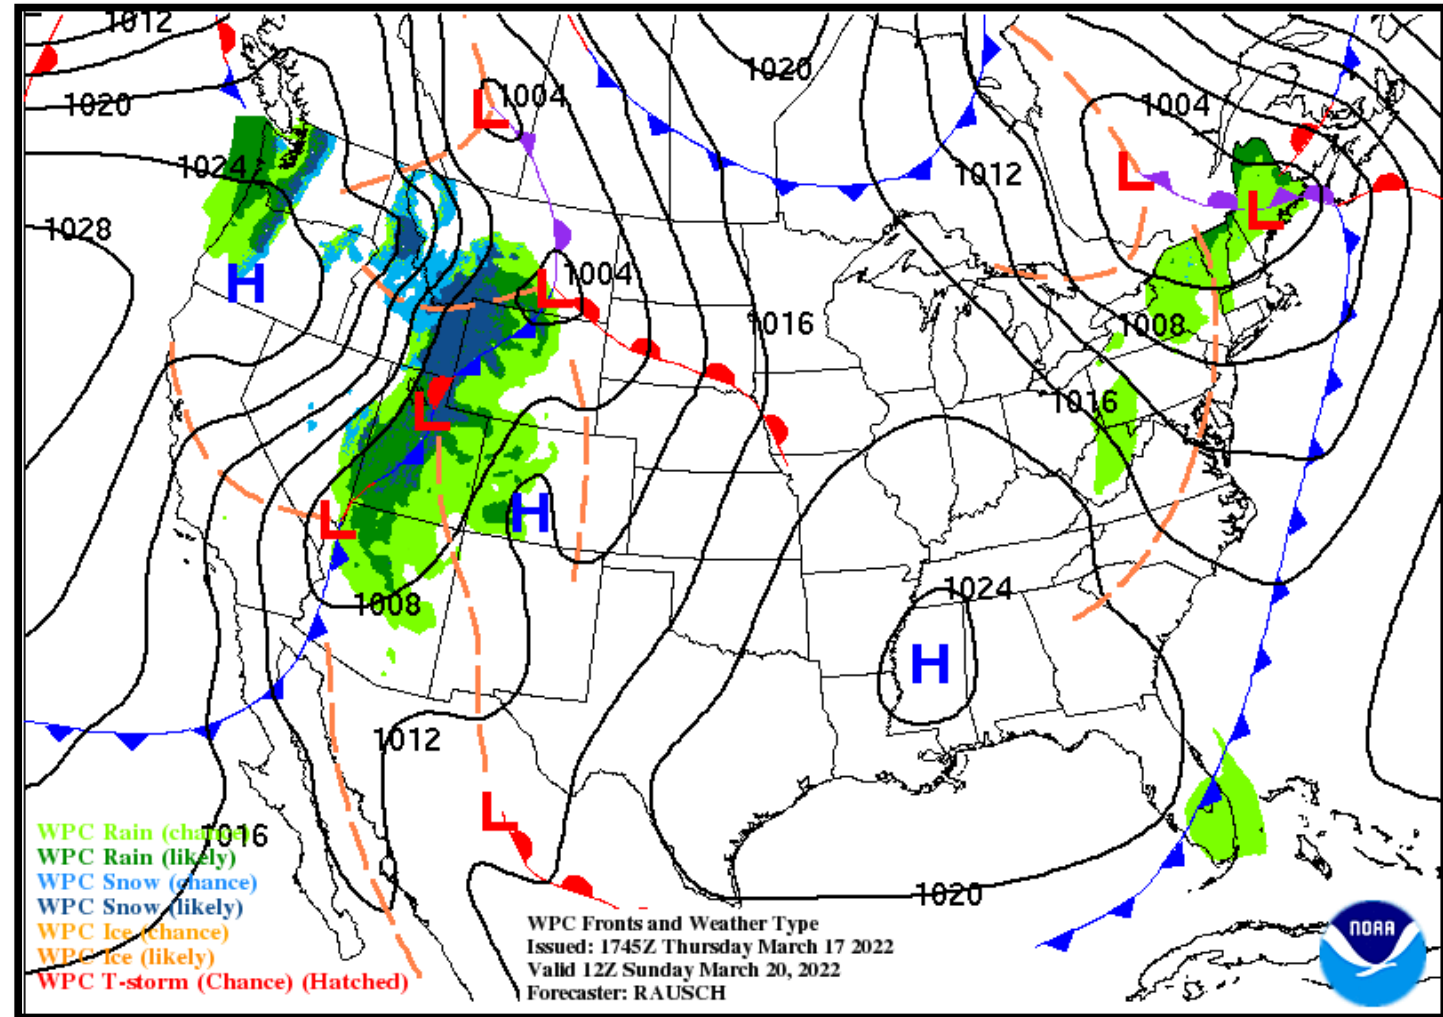 1012
1020
1004
1020
1004
1024
1012
1028
1004
1016
1008
1016
H
L
L
L
L
L
L
H
H
1024
1008
H
1012
L
WPC Rain (chance)
1016
WPC Rain (likely)
WPC Snow (chance)
WPC Snow (likely)
WPC Ice (chance)
WPC Ice (likely)
WPC T-storm (Chance) (Hatched)
1020
WPC Fronts and Weather Type
Issued: 1745Z Thursday March 17 2022
Valid 12Z Sunday March 20, 2022
Forecaster: RAUSCH
NOAA